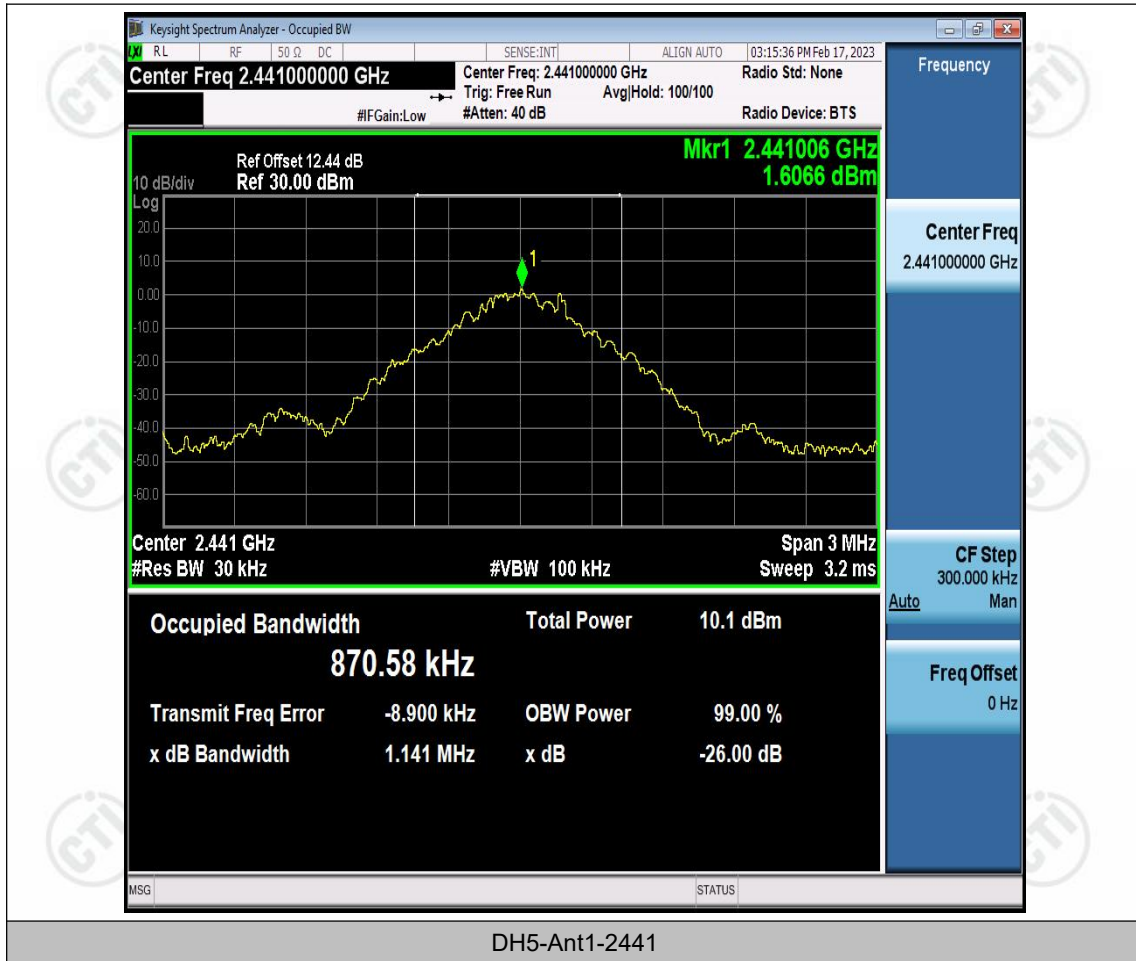 Keysight Spectrum Analyzer - Occupied BW
LXI RL RF 50 Ω DC SENSE:INT ALIGN AUTO 03:15:36 PM Feb 17, 2023
Center Freq 2.441000000 GHz
Center Freq: 2.441000000 GHz Radio Std: None
Trig: Free Run Avg|Hold: 100/100
#IFGain:Low #Atten: 40 dB Radio Device: BTS
Mkr1 2.441006 GHz
1.6066 dBm
Ref Offset 12.44 dB
10 dB/div Ref 30.00 dBm
Log
20.0
10.0
0.00
-10.0
-20.0
-30.0
-40.0
-50.0
-60.0
1
Center 2.441 GHz Span 3 MHz
#Res BW 30 kHz #VBW 100 kHz Sweep 3.2 ms
Occupied Bandwidth Total Power 10.1 dBm
870.58 kHz
Transmit Freq Error -8.900 kHz OBW Power 99.00 %
x dB Bandwidth 1.141 MHz x dB -26.00 dB
MSG STATUS
Frequency
Center Freq
2.441000000 GHz
CF Step
300.000 kHz
Auto Man
Freq Offset
0 Hz
DH5-Ant1-2441
CTI
CTI
CTI
CTI
CTI
CTI